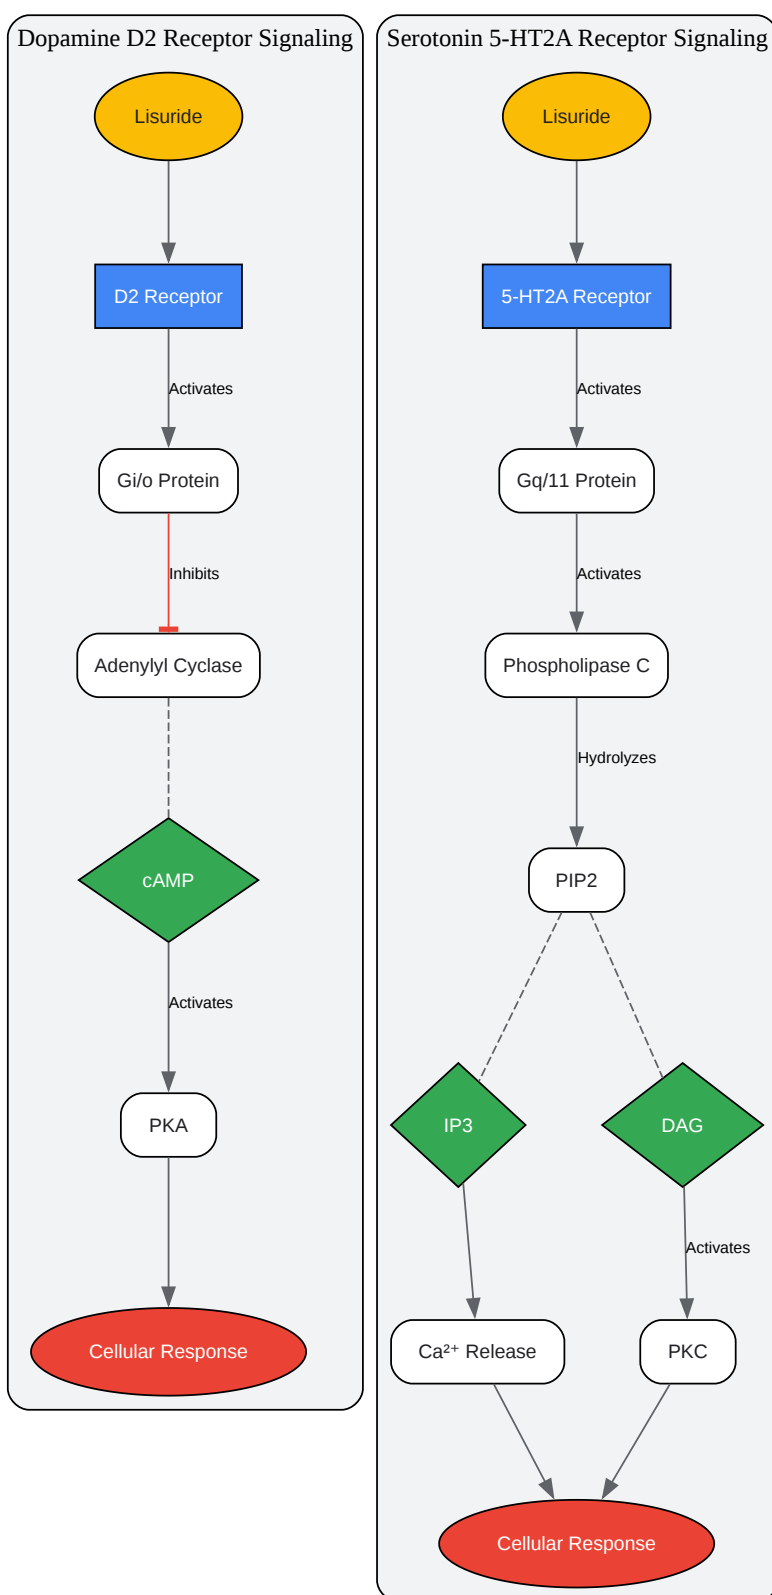 Dopamine D2 Receptor Signaling
Lisuride
D2 Receptor
Activates
Gi/o Protein
Inhibits
Adenylyl Cyclase
cAMP
Activates
PKA
Cellular Response
Serotonin 5-HT2A Receptor Signaling
Lisuride
5-HT2A Receptor
Activates
Gq/11 Protein
Activates
Phospholipase C
Hydrolyzes
PIP2
IP3
DAG
Activates
Ca²⁺ Release
PKC
Cellular Response